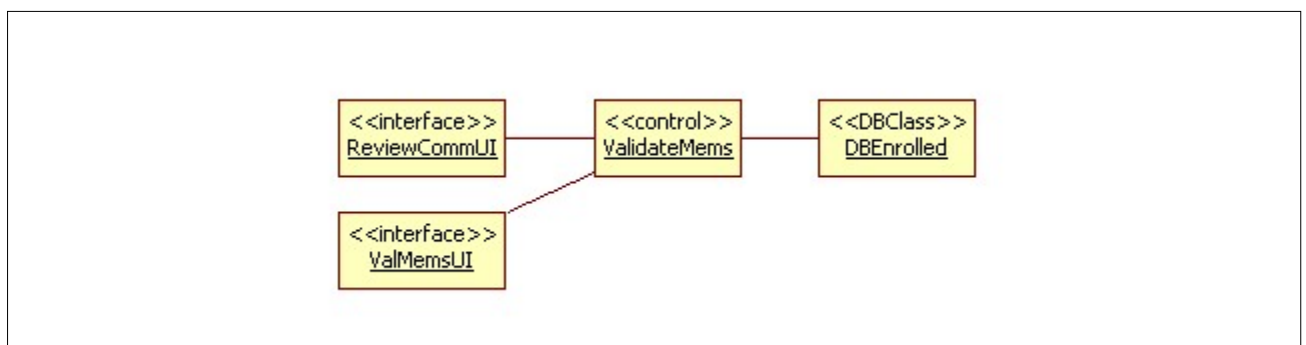 <<interface>>
ReviewCommUI
<<control>>
ValidateMems
<<DBClass>>
DBEnrolled
<<interface>>
ValMemsUI